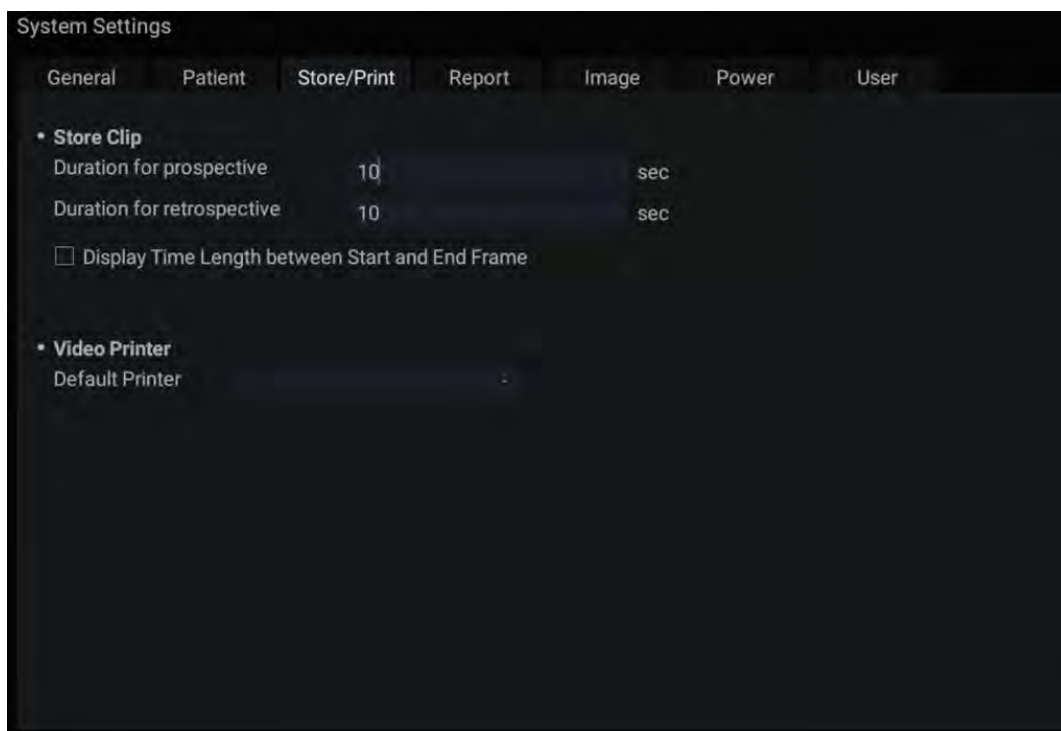 System Settings
General Patient Store/Print Report Image Power User
• Store Clip
Duration for prospective 10 sec
Duration for retrospective 10 sec
Display Time Length between Start and End Frame
• Video Printer
Default Printer